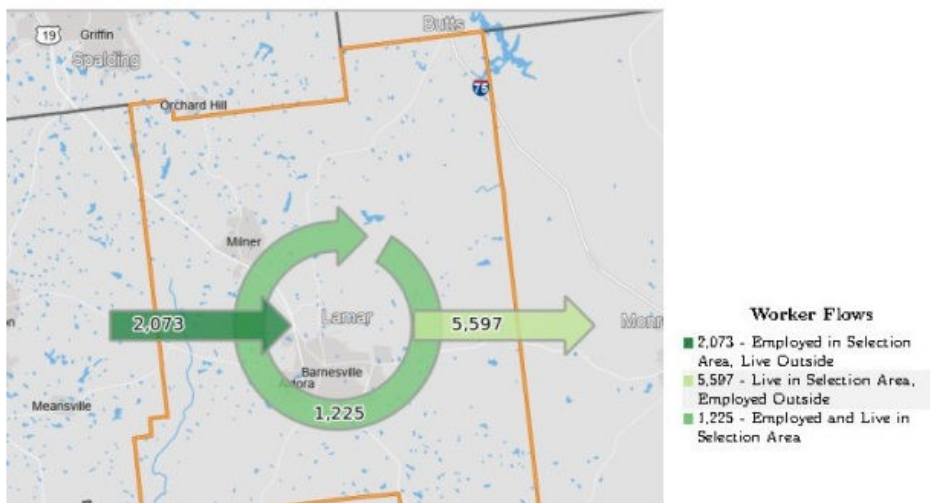 Butts
19
Griffin
Spalding
75
Orchard Hill
Milner
2,073
Lamar
5,597
Barnesville
Meansville
1,225
Worker Flows
2,073 - Employed in Selection
Area, Live Outside
5,597 - Live in Selection Area,
Employed Outside
1,225 - Employed and Live in
Selection Area